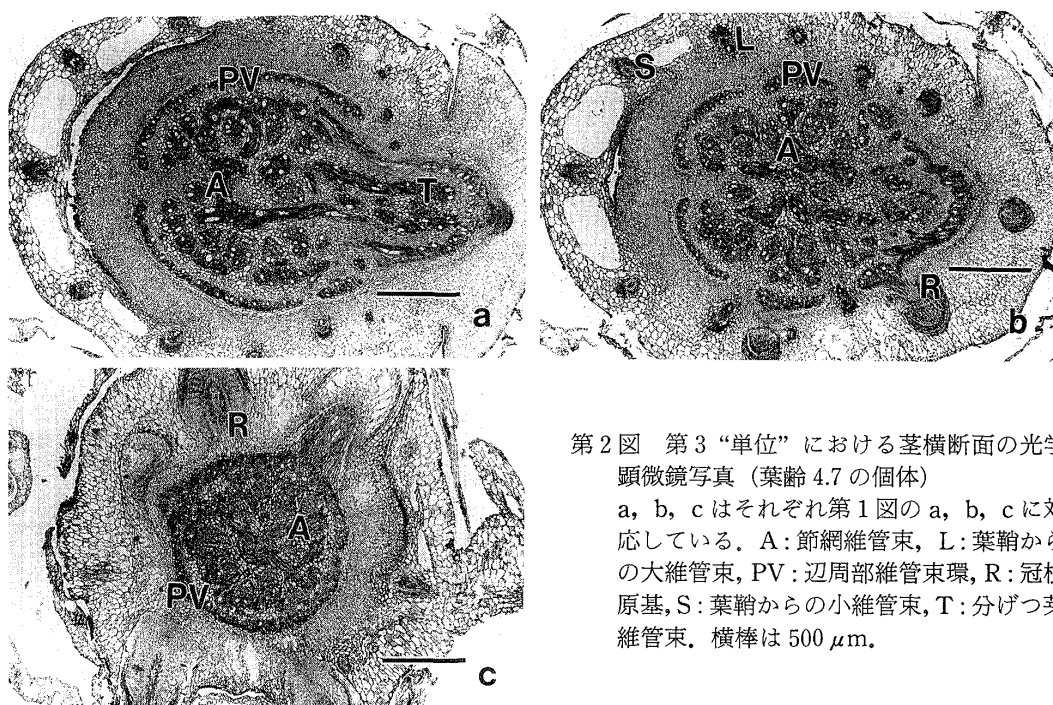 PV
A
T
a
S
L
PV
A
R
b
R
A
PV
c
第2図 第3 “単位” における茎横断面の光学
顕微鏡写真 (葉齢 4.7 の個体)
a, b, c はそれぞれ第1図の a, b, c に対
応している. A:節網維管束, L:葉鞘から
の大維管束, PV:辺周部維管束環, R:冠根
原基, S:葉鞘からの小維管束, T:分げつ芽
維管束. 横棒は 500 μm.